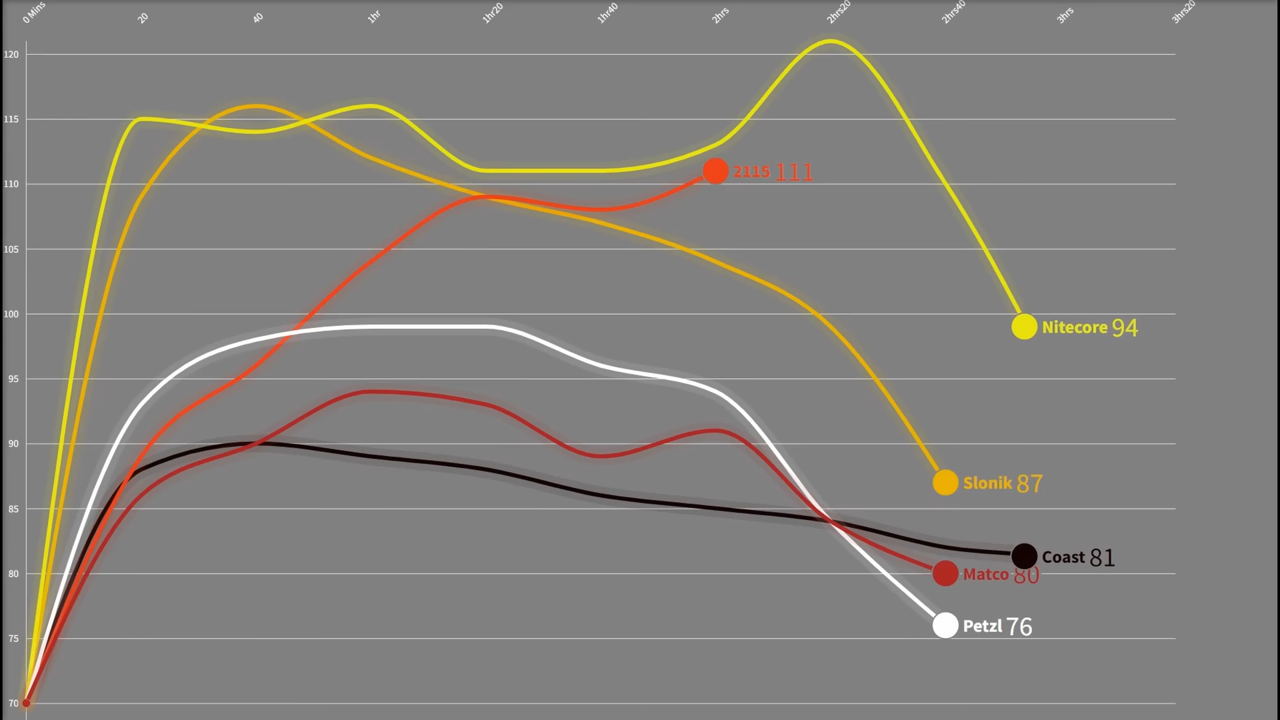 0 Mins 20 40 1hr 1hr20 1hr40 2hrs 2hrs20 2hrs40 3hrs 3hrs20
120
115
110
2115 111
105
100
Nitecore 94
95
90
85
Slonik 87
Coast 81
80
Matco 80
Petzl 76
75
70